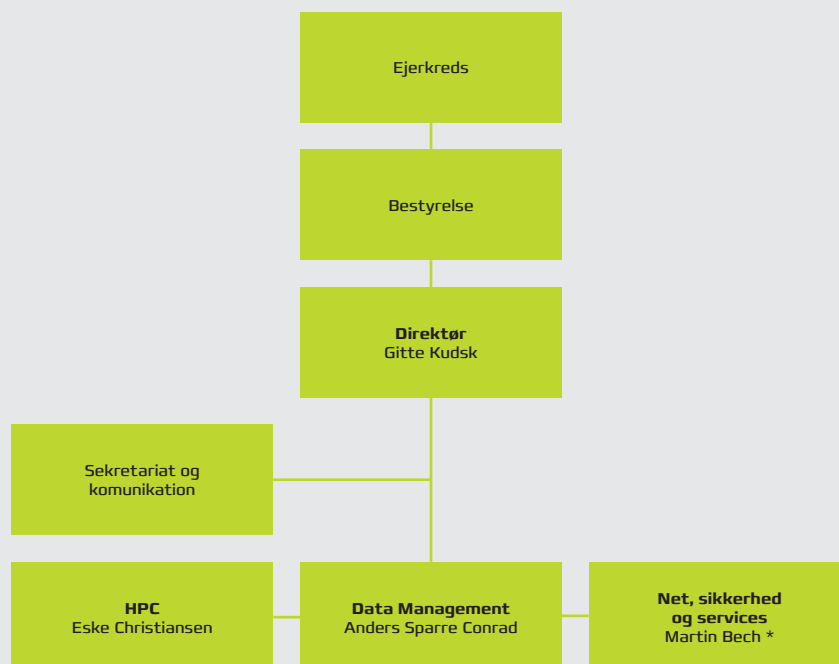 Ejerkreds
Bestyrelse
Direktør
Gitte Kudsk
Sekretariat og
komunikation
HPC
Eske Christiansen
Data Management
Anders Sparre Conrad
Net, sikkerhed
og services
Martin Bech *